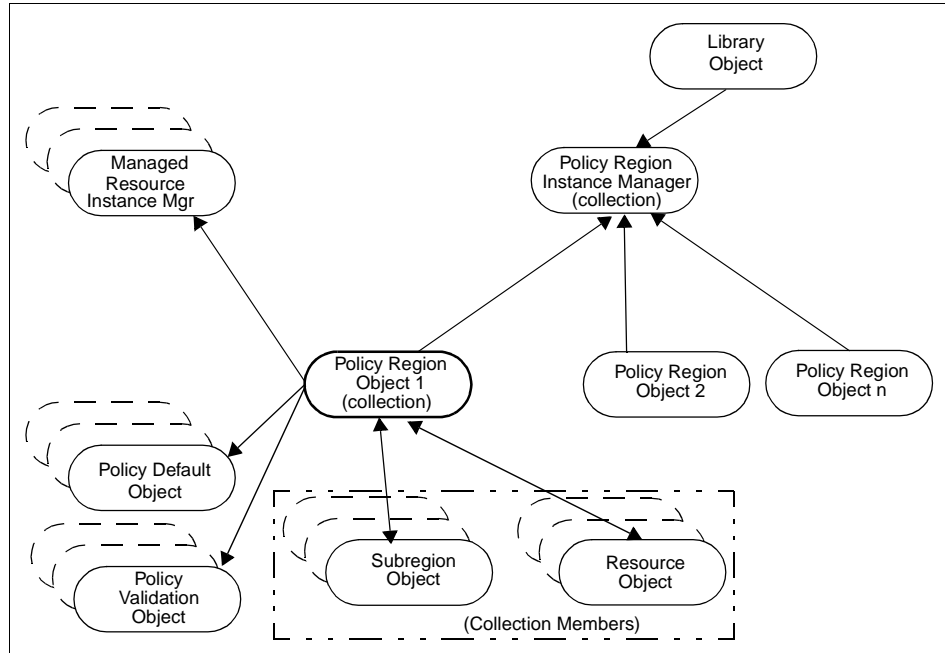 Library
Object
Managed
Resource
Instance Mgr
Policy Region
Instance Manager
(collection)
Policy Region
Object 1
(collection)
Policy Region
Object 2
Policy Region
Object n
Policy Default
Object
Subregion
Object
Resource
Object
Policy
Validation
Object
(Collection Members)